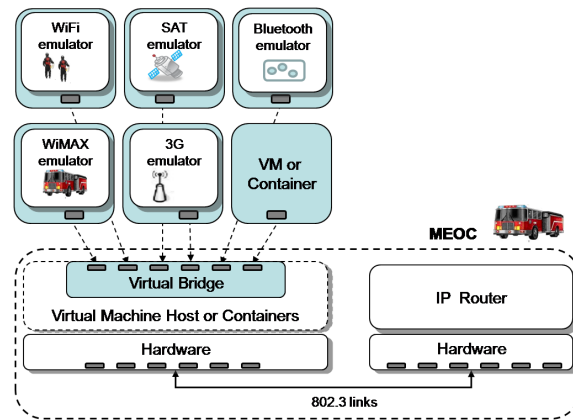 WiFi
emulator
SAT
emulator
Bluetooth
emulator
WiMAX
emulator
3G
emulator
VM or
Container
MEOC
Virtual Bridge
Virtual Machine Host or Containers
IP Router
Hardware
Hardware
802.3 links